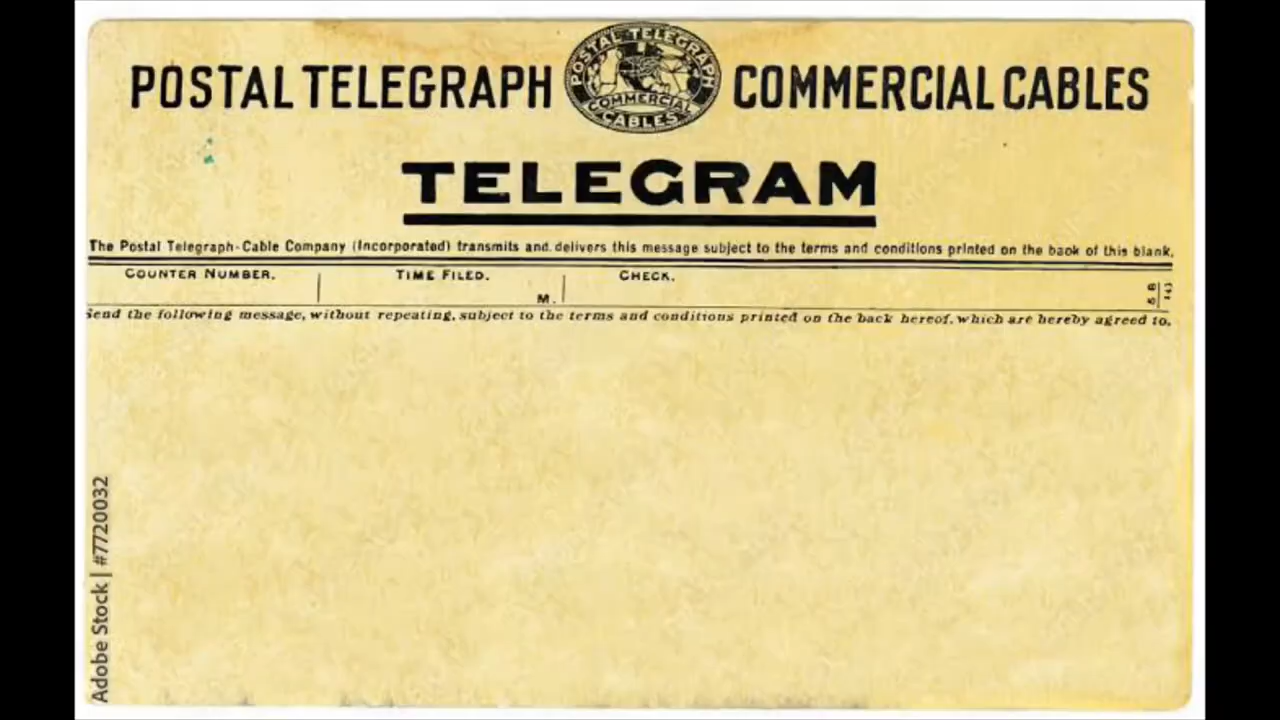 POSTAL TELEGRAPH COMMERCIAL CABLES
POSTAL TELEGRAPH
COMMERCIAL
CABLES
TELEGRAM
The Postal Telegraph-Cable Company (Incorporated) transmits and delivers this message subject to the terms and conditions printed on the back of this blank.
COUNTER NUMBER. TIME FILED. CHECK.
M.
Send the following message, without repeating, subject to the terms and conditions printed on the back hereof, which are hereby agreed to.
Adobe Stock | #7720032